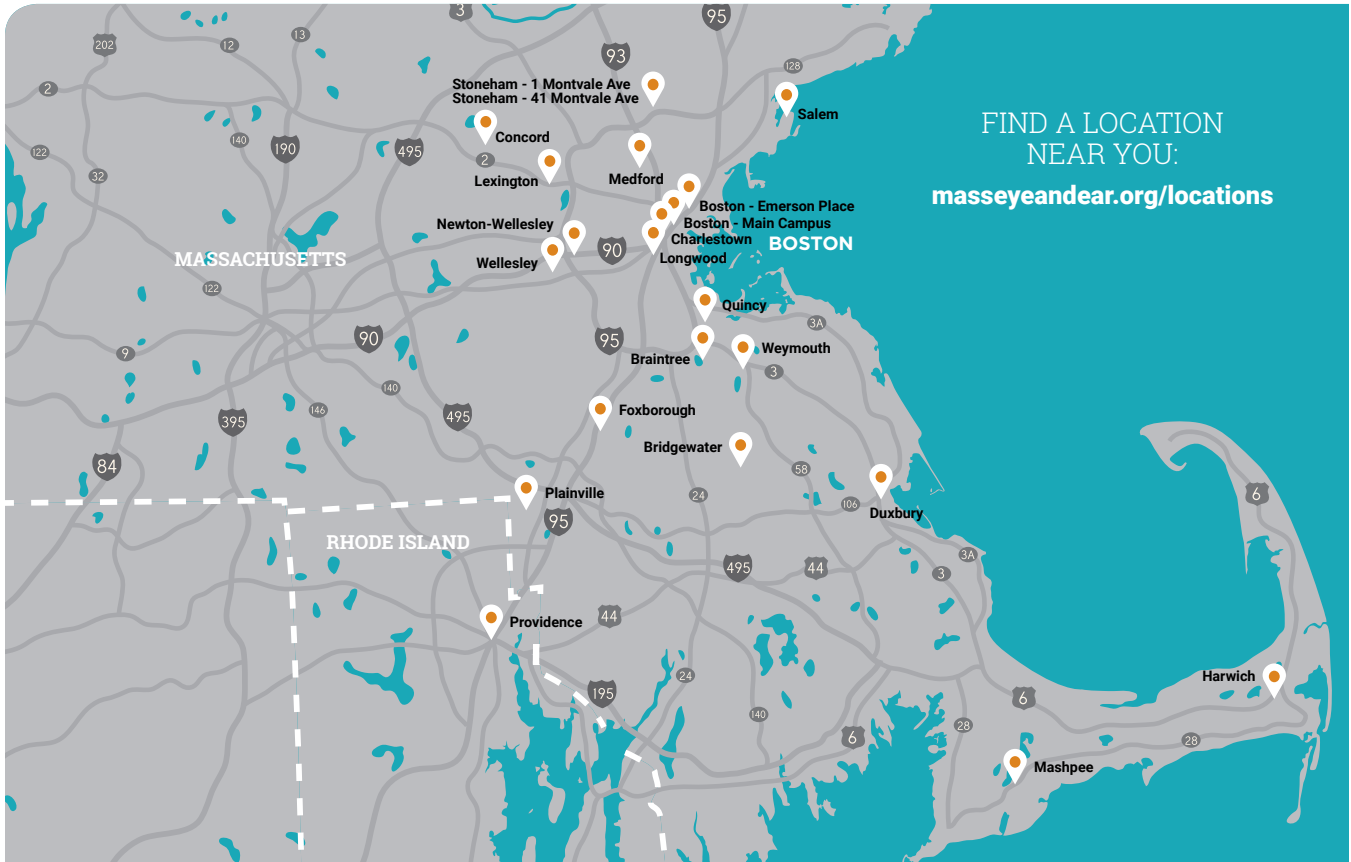 3
95
13
202
12
93
128
2
Stoneham - 1 Montvale Ave
Stoneham - 41 Montvale Ave
Salem
FIND A LOCATION
NEAR YOU:
masseyeandear.org/locations
Concord
140
190
495
122
2
32
Lexington
Medford
Boston - Emerson Place
Boston - Main Campus
Newton-Wellesley
Charlestown
BOSTON
90
Longwood
Wellesley
MASSACHUSETTS
122
Quincy
3A
90
95
9
Braintree
Weymouth
3
140
146
495
395
Foxborough
Bridgewater
84
58
Plainville
24
106
Duxbury
95
6
RHODE ISLAND
3A
495
44
3
44
Providence
24
Harwich
195
6
140
28
6
28
Mashpee